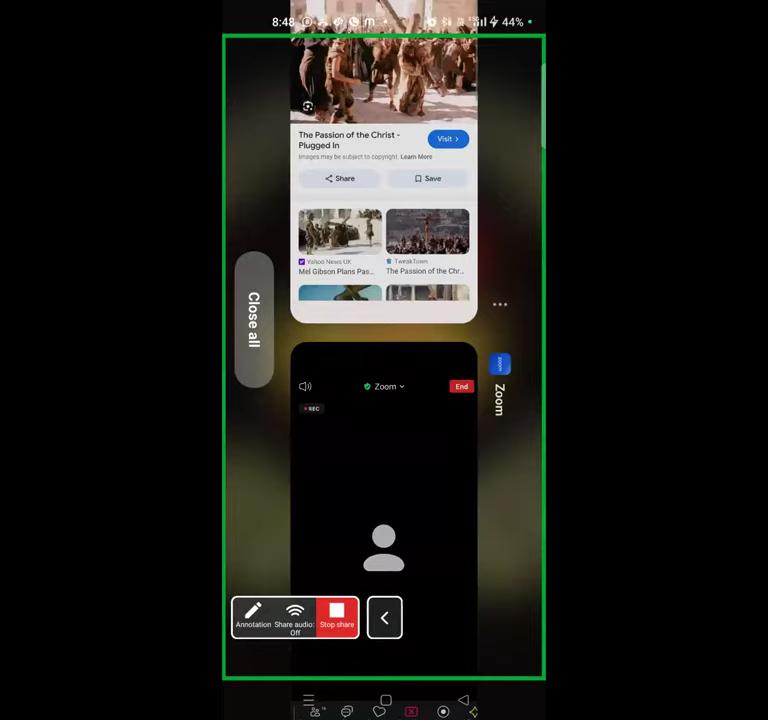 8:48
44%
The Passion of the Christ -
Plugged In
Visit >
Images may be subject to copyright. Learn More
Share
Save
Yahoo News UK
TweakTown
Mel Gibson Plans Pas...
The Passion of the Chr...
Close all
Zoom
Zoom
End
REC
Annotation
Share audio:
Off
Stop share